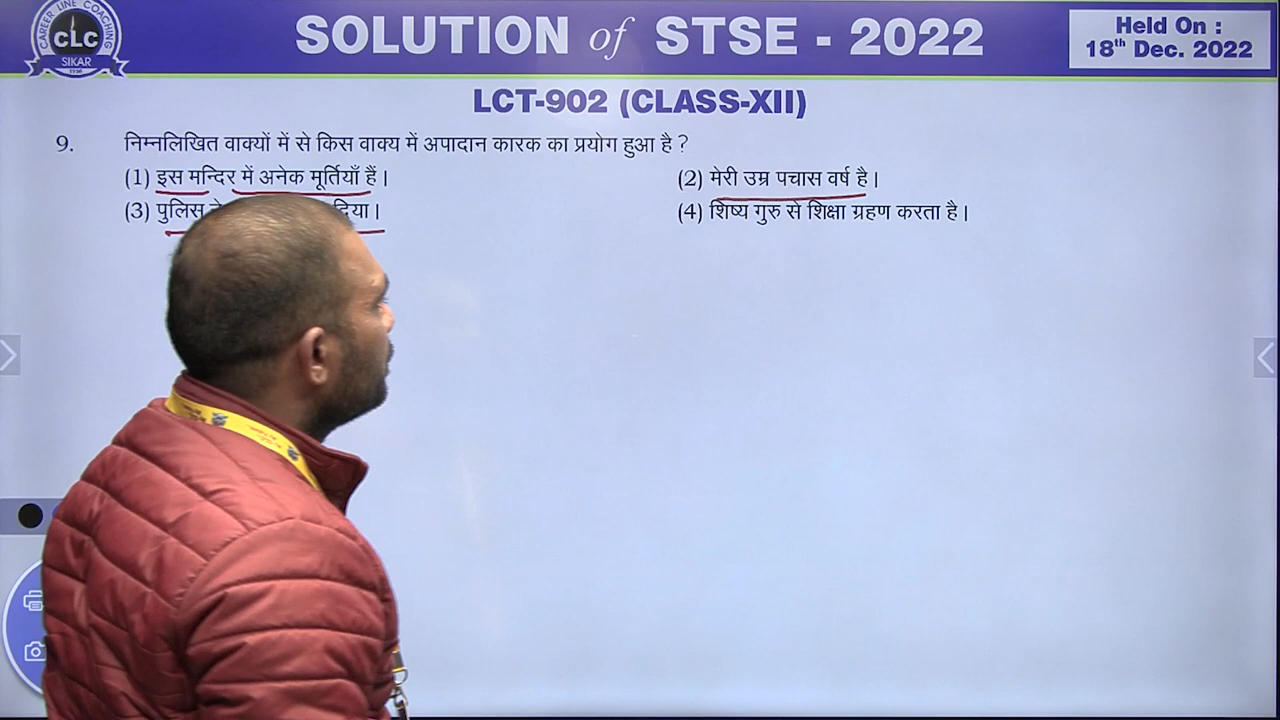 CAREER LINE COACHING
CLC
SIKAR
1996
SOLUTION of STSE - 2022
Held On :
18th Dec. 2022
LCT-902 (CLASS-XII)
9. निम्नलिखित वाक्यों में से किस वाक्य में अपादान कारक का प्रयोग हुआ है ?
(1) इस मन्दिर में अनेक मूर्तियाँ हैं। (2) मेरी उम्र पचास वर्ष है।
(3) पुलिस दिया। (4) शिष्य गुरु से शिक्षा ग्रहण करता है।